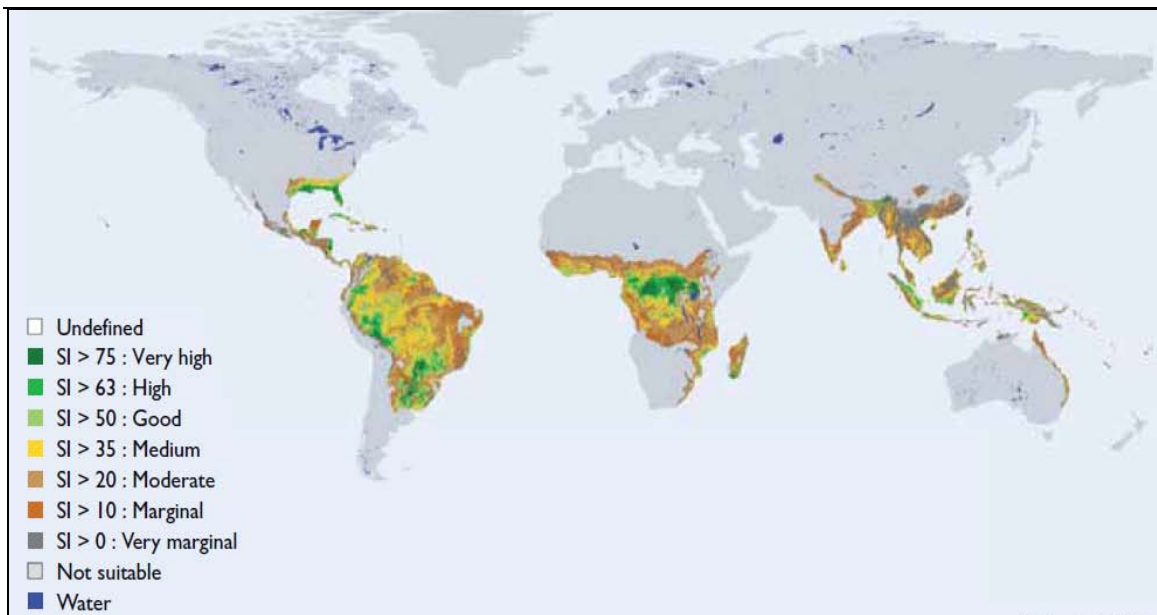 Undefined
SI > 75 : Very high
SI > 63 : High
SI > 50 : Good
SI > 35 : Medium
SI > 20 : Moderate
SI > 10 : Marginal
SI > 0 : Very marginal
Not suitable
Water